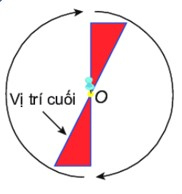 Vị trí cuối
O